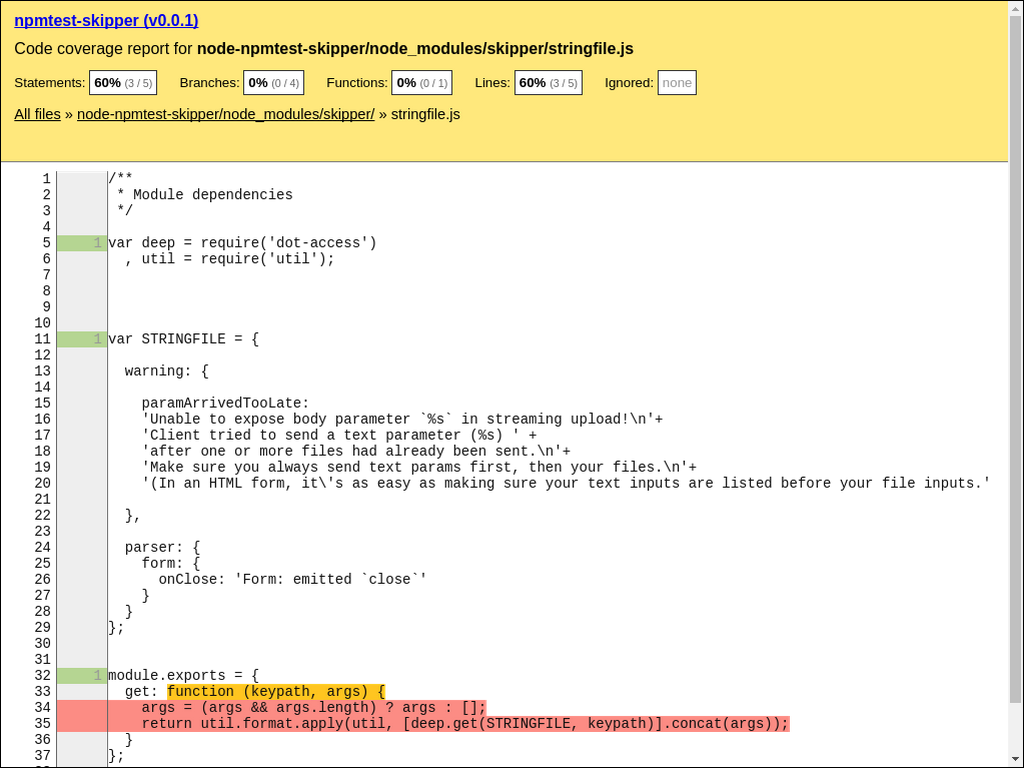 npmtest-skipper (v0.0.1)
Code coverage report for node-npmtest-skipper/node_modules/skipper/stringfile.js
Statements: 60% (3 / 5) Branches: 0% (0 / 4) Functions: 0% (0 / 1) Lines: 60% (3 / 5) Ignored: none
All files » node-npmtest-skipper/node_modules/skipper/ » stringfile.js
1 /**
2  * Module dependencies
3  */
4
5 1 var deep = require('dot-access')
6   , util = require('util');
7
8
9
10
11 1 var STRINGFILE = {
12
13   warning: {
14
15     paramArrivedTooLate:
16     'Unable to expose body parameter `%s` in streaming upload!\n'+
17     'Client tried to send a text parameter (%s) ' +
18     'after one or more files had already been sent.\n'+
19     'Make sure you always send text params first, then your files.\n'+
20     '(In an HTML form, it\'s as easy as making sure your text inputs are listed before your file inputs.'
21
22   },
23
24   parser: {
25     form: {
26       onClose: 'Form: emitted `close`'
27     }
28   }
29 };
30
31
32 1 module.exports = {
33   get: function (keypath, args) {
34     args = (args && args.length) ? args : [];
35     return util.format.apply(util, [deep.get(STRINGFILE, keypath)].concat(args));
36   }
37 };